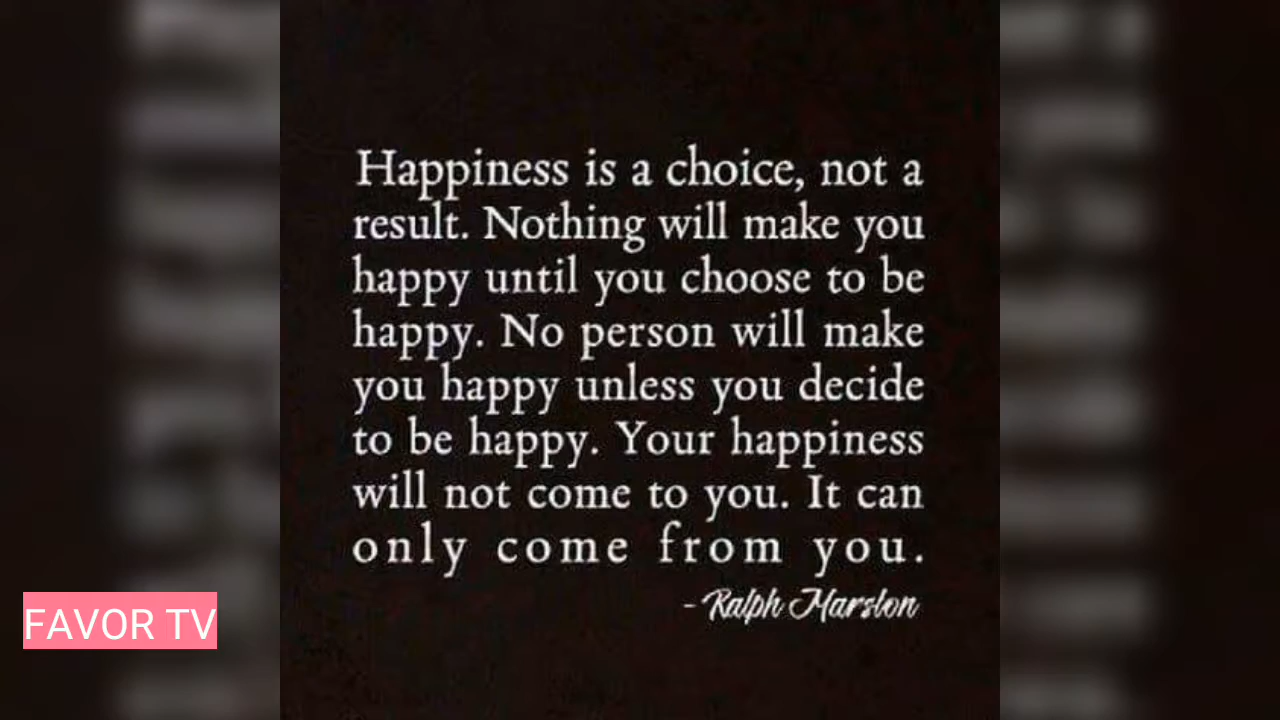 Happiness is a choice, not a
result. Nothing will make you
happy until you choose to be
happy. No person will make
you happy unless you decide
to be happy. Your happiness
will not come to you. It can
only come from you.
- Ralph Marston
FAVOR TV